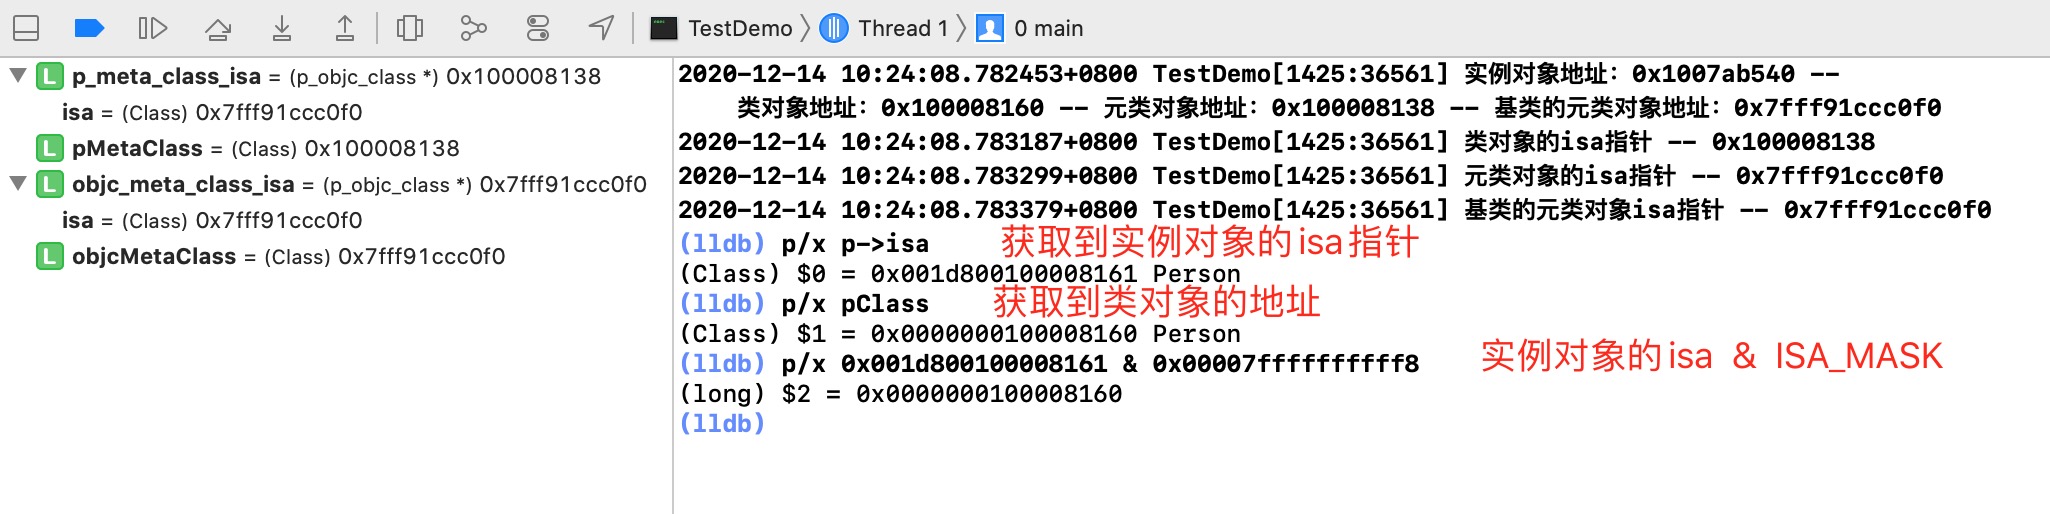 TestDemo 〉 Thread 1 〉 0 main
p_meta_class_isa = (p_objc_class *) 0x100008138
isa = (Class) 0x7fff91ccc0f0
pMetaClass = (Class) 0x100008138
objc_meta_class_isa = (p_objc_class *) 0x7fff91ccc0f0
isa = (Class) 0x7fff91ccc0f0
objcMetaClass = (Class) 0x7fff91ccc0f0
2020-12-14 10:24:08.782453+0800 TestDemo[1425:36561] 实例对象地址：0x1007ab540 --
类对象地址：0x100008160 -- 元类对象地址：0x100008138 -- 基类的元类对象地址：0x7fff91ccc0f0
2020-12-14 10:24:08.783187+0800 TestDemo[1425:36561] 类对象的isa指针 -- 0x100008138
2020-12-14 10:24:08.783299+0800 TestDemo[1425:36561] 元类对象的isa指针 -- 0x7fff91ccc0f0
2020-12-14 10:24:08.783379+0800 TestDemo[1425:36561] 基类的元类对象isa指针 -- 0x7fff91ccc0f0
(lldb) p/x p->isa 获取到实例对象的isa指针
(Class) $0 = 0x001d800100008161 Person
(lldb) p/x pClass 获取到类对象的地址
(Class) $1 = 0x0000000100008160 Person
(lldb) p/x 0x001d800100008161 & 0x00007ffffffffff8 实例对象的isa & ISA_MASK
(long) $2 = 0x0000000100008160
(lldb)